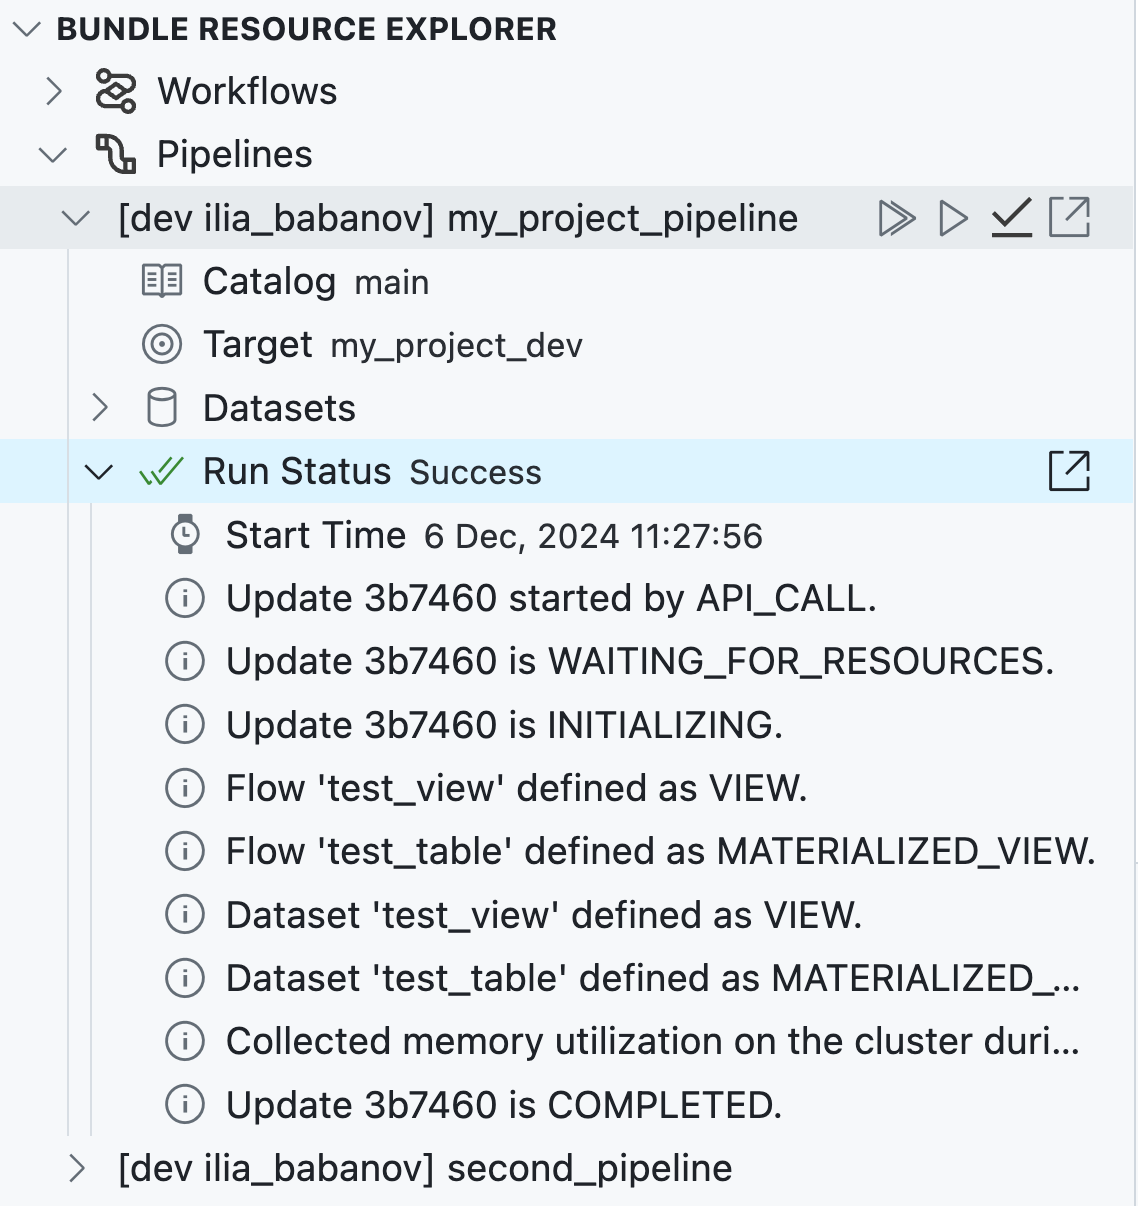 BUNDLE RESOURCE EXPLORER
Workflows
Pipelines
[dev ilia_babanov] my_project_pipeline
Catalog main
Target my_project_dev
Datasets
Run Status Success
Start Time 6 Dec, 2024 11:27:56
Update 3b7460 started by API_CALL.
Update 3b7460 is WAITING_FOR_RESOURCES.
Update 3b7460 is INITIALIZING.
Flow 'test_view' defined as VIEW.
Flow 'test_table' defined as MATERIALIZED_VIEW.
Dataset 'test_view' defined as VIEW.
Dataset 'test_table' defined as MATERIALIZED_...
Collected memory utilization on the cluster duri...
Update 3b7460 is COMPLETED.
[dev ilia_babanov] second_pipeline